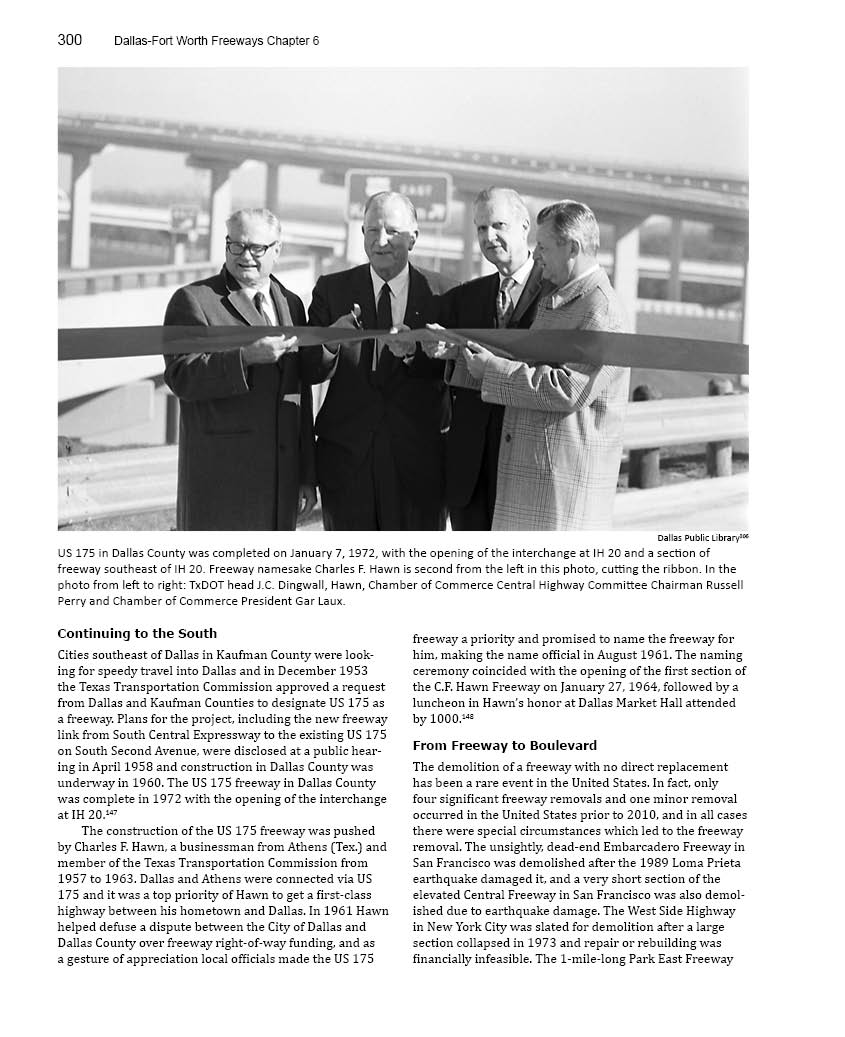 300 Dallas-Fort Worth Freeways Chapter 6
EAST
Dallas Public Library³⁰⁶
US 175 in Dallas County was completed on January 7, 1972, with the opening of the interchange at IH 20 and a section of
freeway southeast of IH 20. Freeway namesake Charles F. Hawn is second from the left in this photo, cutting the ribbon. In the
photo from left to right: TxDOT head J.C. Dingwall, Hawn, Chamber of Commerce Central Highway Committee Chairman Russell
Perry and Chamber of Commerce President Gar Laux.
Continuing to the South
Cities southeast of Dallas in Kaufman County were look-
ing for speedy travel into Dallas and in December 1953
the Texas Transportation Commission approved a request
from Dallas and Kaufman Counties to designate US 175 as
a freeway. Plans for the project, including the new freeway
link from South Central Expressway to the existing US 175
on South Second Avenue, were disclosed at a public hear-
ing in April 1958 and construction in Dallas County was
underway in 1960. The US 175 freeway in Dallas County
was complete in 1972 with the opening of the interchange
at IH 20.¹⁴⁷
The construction of the US 175 freeway was pushed
by Charles F. Hawn, a businessman from Athens (Tex.) and
member of the Texas Transportation Commission from
1957 to 1963. Dallas and Athens were connected via US
175 and it was a top priority of Hawn to get a first-class
highway between his hometown and Dallas. In 1961 Hawn
helped defuse a dispute between the City of Dallas and
Dallas County over freeway right-of-way funding, and as
a gesture of appreciation local officials made the US 175
freeway a priority and promised to name the freeway for
him, making the name official in August 1961. The naming
ceremony coincided with the opening of the first section of
the C.F. Hawn Freeway on January 27, 1964, followed by a
luncheon in Hawn's honor at Dallas Market Hall attended
by 1000.¹⁴⁸
From Freeway to Boulevard
The demolition of a freeway with no direct replacement
has been a rare event in the United States. In fact, only
four significant freeway removals and one minor removal
occurred in the United States prior to 2010, and in all cases
there were special circumstances which led to the freeway
removal. The unsightly, dead-end Embarcadero Freeway in
San Francisco was demolished after the 1989 Loma Prieta
earthquake damaged it, and a very short section of the
elevated Central Freeway in San Francisco was also demol-
ished due to earthquake damage. The West Side Highway
in New York City was slated for demolition after a large
section collapsed in 1973 and repair or rebuilding was
financially infeasible. The 1-mile-long Park East Freeway